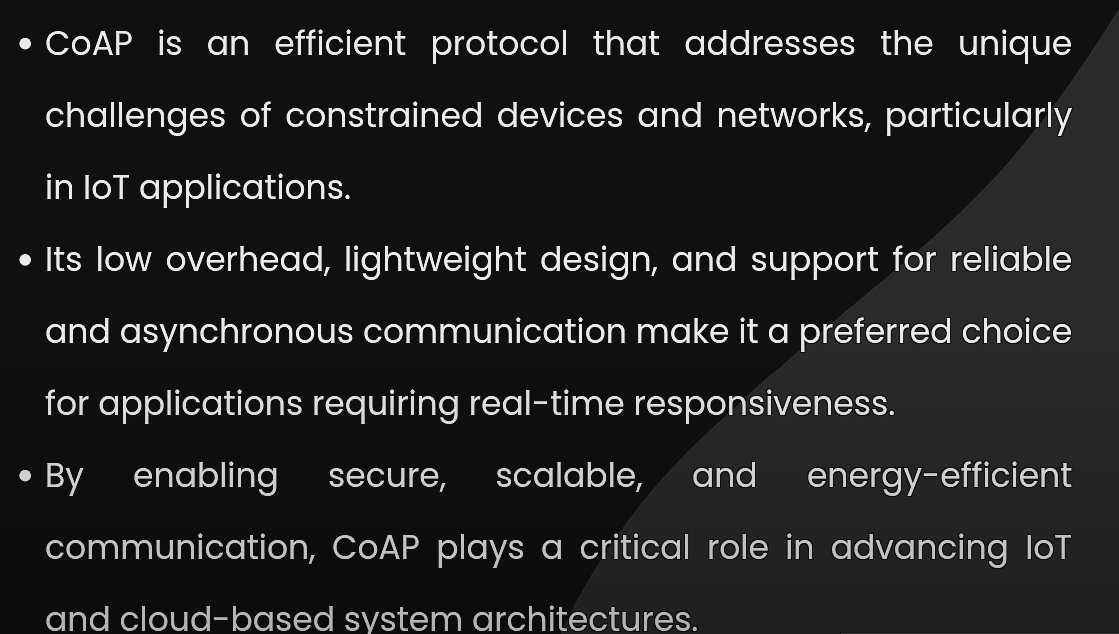 • CoAP is an efficient protocol that addresses the unique
challenges of constrained devices and networks, particularly
in IoT applications.
• Its low overhead, lightweight design, and support for reliable
and asynchronous communication make it a preferred choice
for applications requiring real-time responsiveness.
• By enabling secure, scalable, and energy-efficient
communication, CoAP plays a critical role in advancing IoT
and cloud-based system architectures.